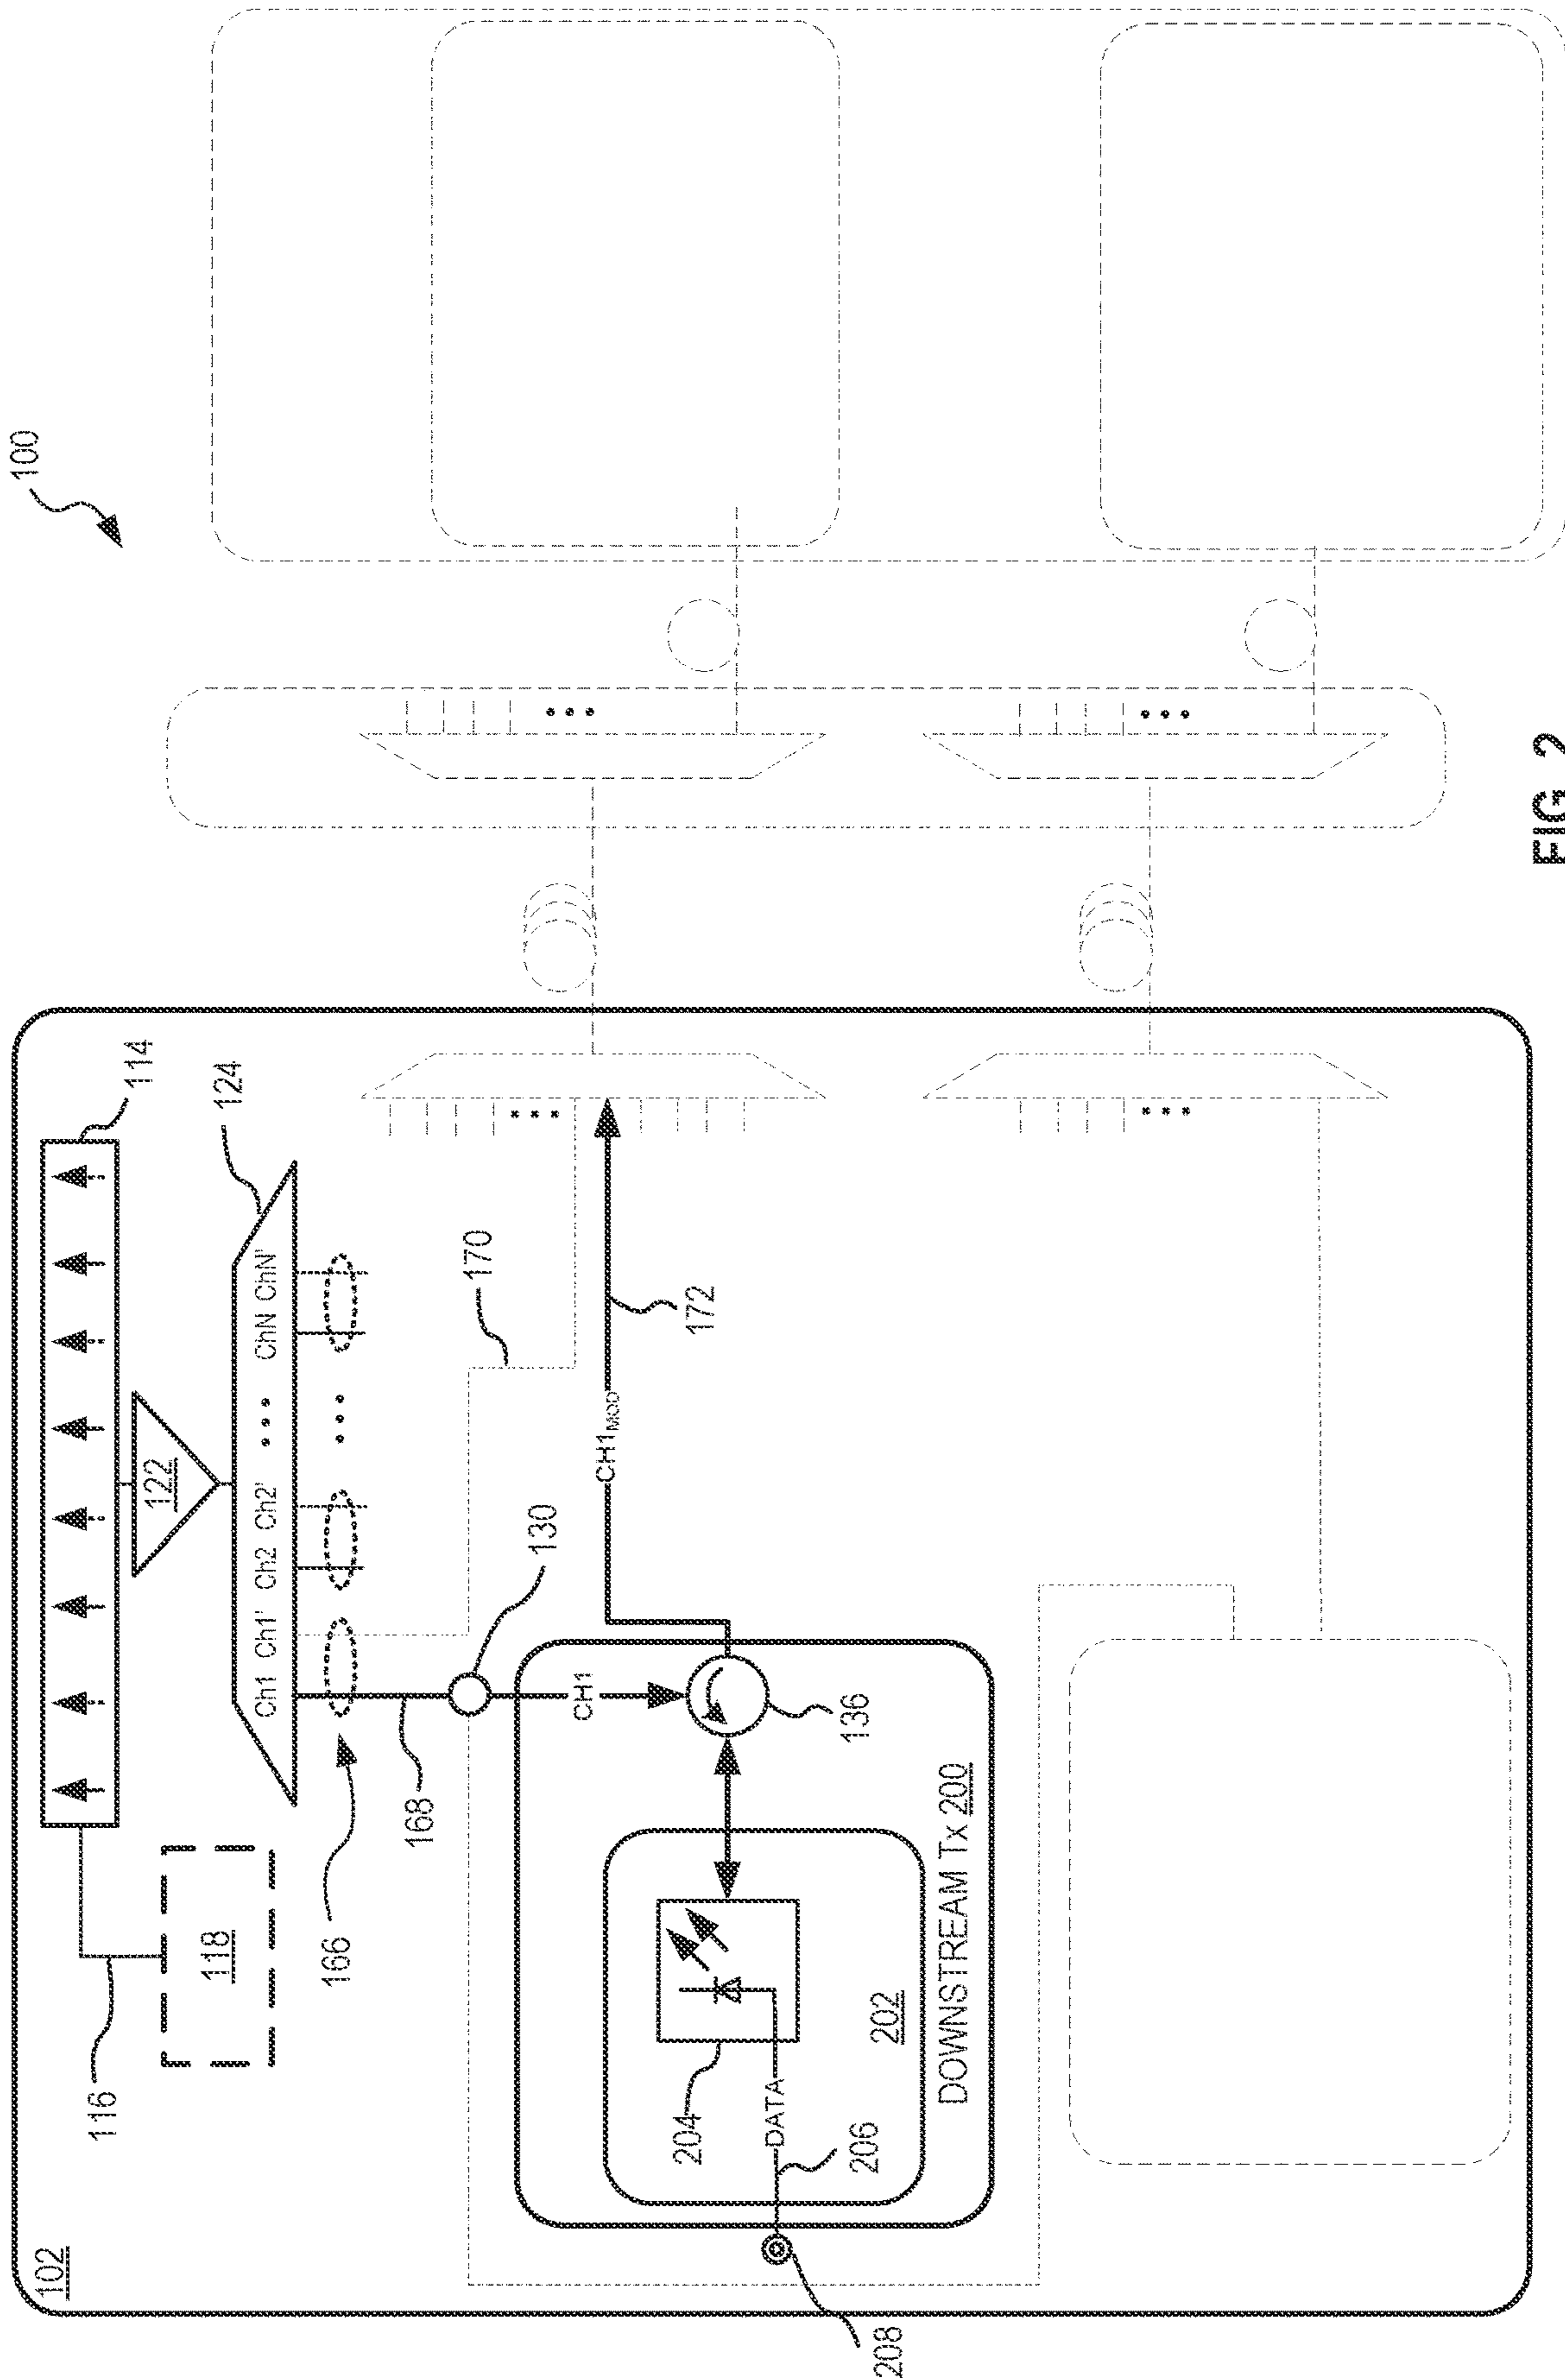 100
102
114
116
118
122
124
Ch1 Ch1' Ch2 Ch2' ••• ChN ChN'
166
168
170
130
CH1
CH1MOD
172
136
204
DATA
202
206
208
DOWNSTREAM Tx 200
FIG. 2